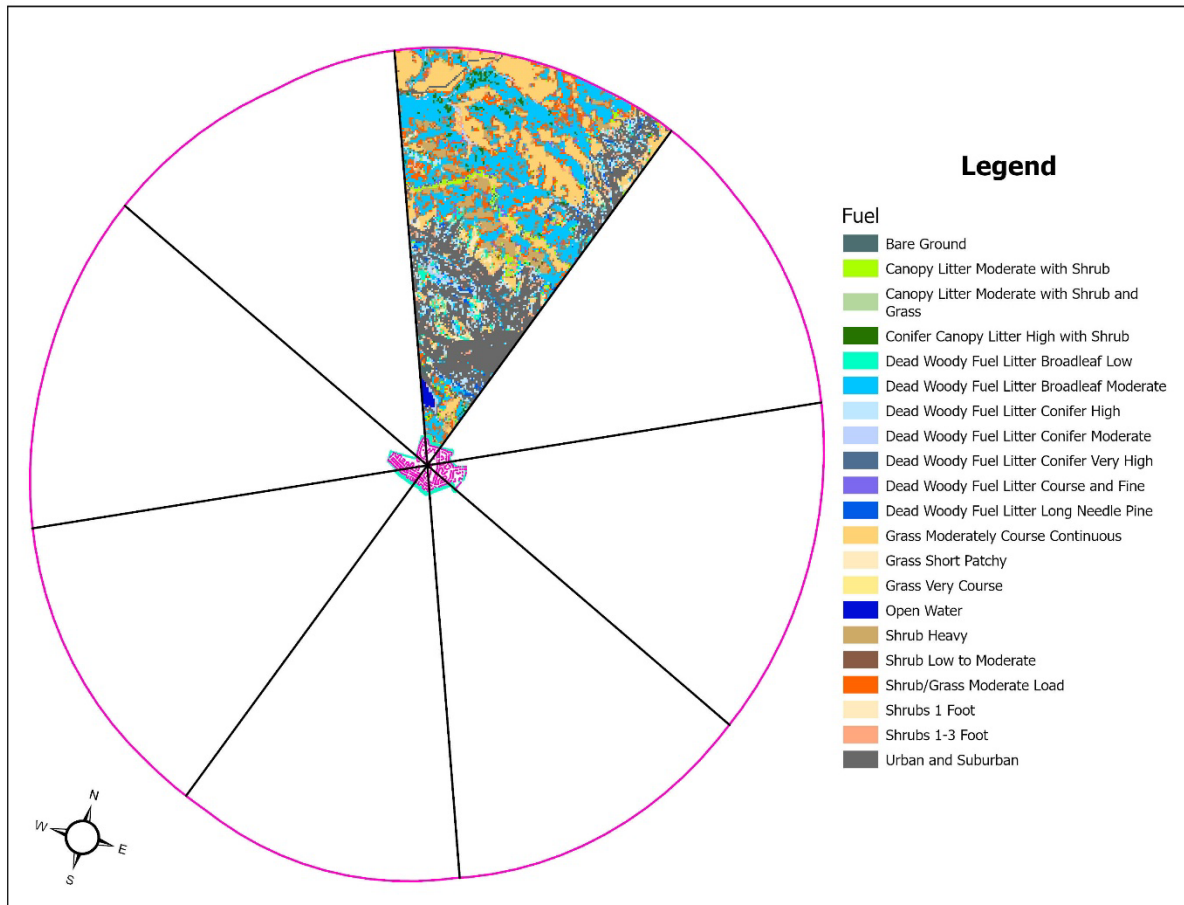 Legend
Fuel
Bare Ground
Canopy Litter Moderate with Shrub
Canopy Litter Moderate with Shrub and
Grass
Conifer Canopy Litter High with Shrub
Dead Woody Fuel Litter Broadleaf Low
Dead Woody Fuel Litter Broadleaf Moderate
Dead Woody Fuel Litter Conifer High
Dead Woody Fuel Litter Conifer Moderate
Dead Woody Fuel Litter Conifer Very High
Dead Woody Fuel Litter Course and Fine
Dead Woody Fuel Litter Long Needle Pine
Grass Moderately Course Continuous
Grass Short Patchy
Grass Very Course
Open Water
Shrub Heavy
Shrub Low to Moderate
Shrub/Grass Moderate Load
Shrubs 1 Foot
Shrubs 1-3 Foot
Urban and Suburban
N
W
E
S